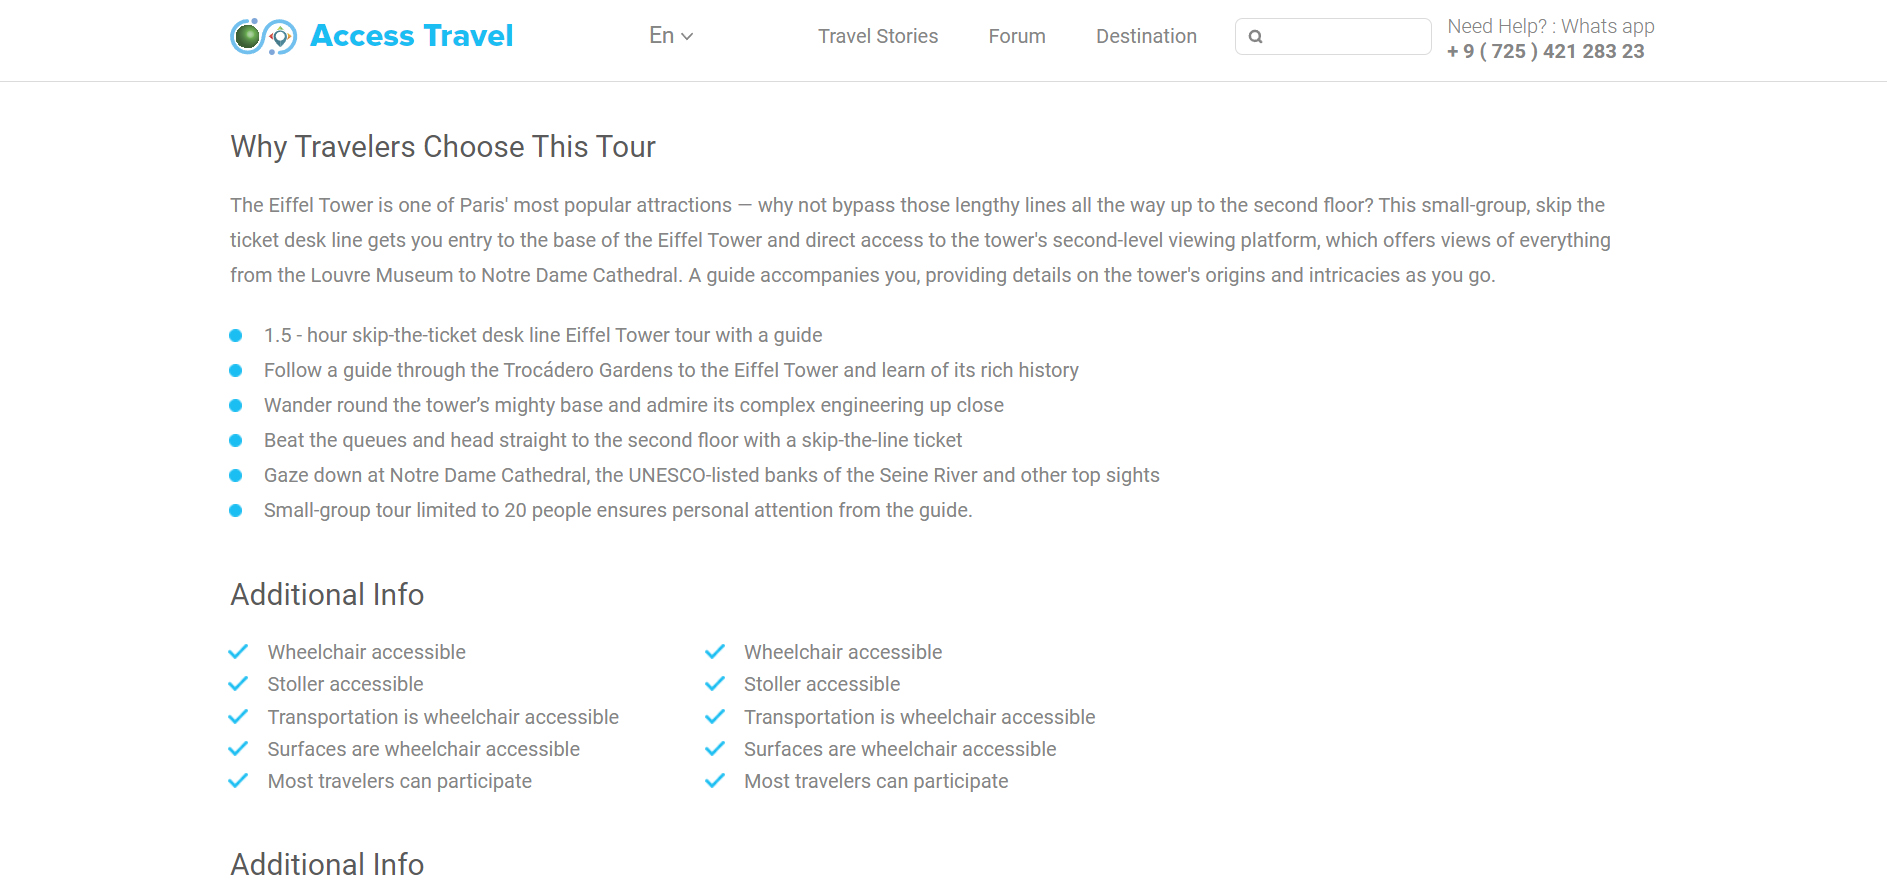 Access Travel
En
Travel Stories
Forum
Destination
Need Help? : Whats app
+ 9 ( 725 ) 421 283 23
Why Travelers Choose This Tour
The Eiffel Tower is one of Paris' most popular attractions — why not bypass those lengthy lines all the way up to the second floor? This small-group, skip the
ticket desk line gets you entry to the base of the Eiffel Tower and direct access to the tower's second-level viewing platform, which offers views of everything
from the Louvre Museum to Notre Dame Cathedral. A guide accompanies you, providing details on the tower's origins and intricacies as you go.
1.5 - hour skip-the-ticket desk line Eiffel Tower tour with a guide
Follow a guide through the Trocádero Gardens to the Eiffel Tower and learn of its rich history
Wander round the tower’s mighty base and admire its complex engineering up close
Beat the queues and head straight to the second floor with a skip-the-line ticket
Gaze down at Notre Dame Cathedral, the UNESCO-listed banks of the Seine River and other top sights
Small-group tour limited to 20 people ensures personal attention from the guide.
Additional Info
Wheelchair accessible
Stoller accessible
Transportation is wheelchair accessible
Surfaces are wheelchair accessible
Most travelers can participate
Wheelchair accessible
Stoller accessible
Transportation is wheelchair accessible
Surfaces are wheelchair accessible
Most travelers can participate
Additional Info